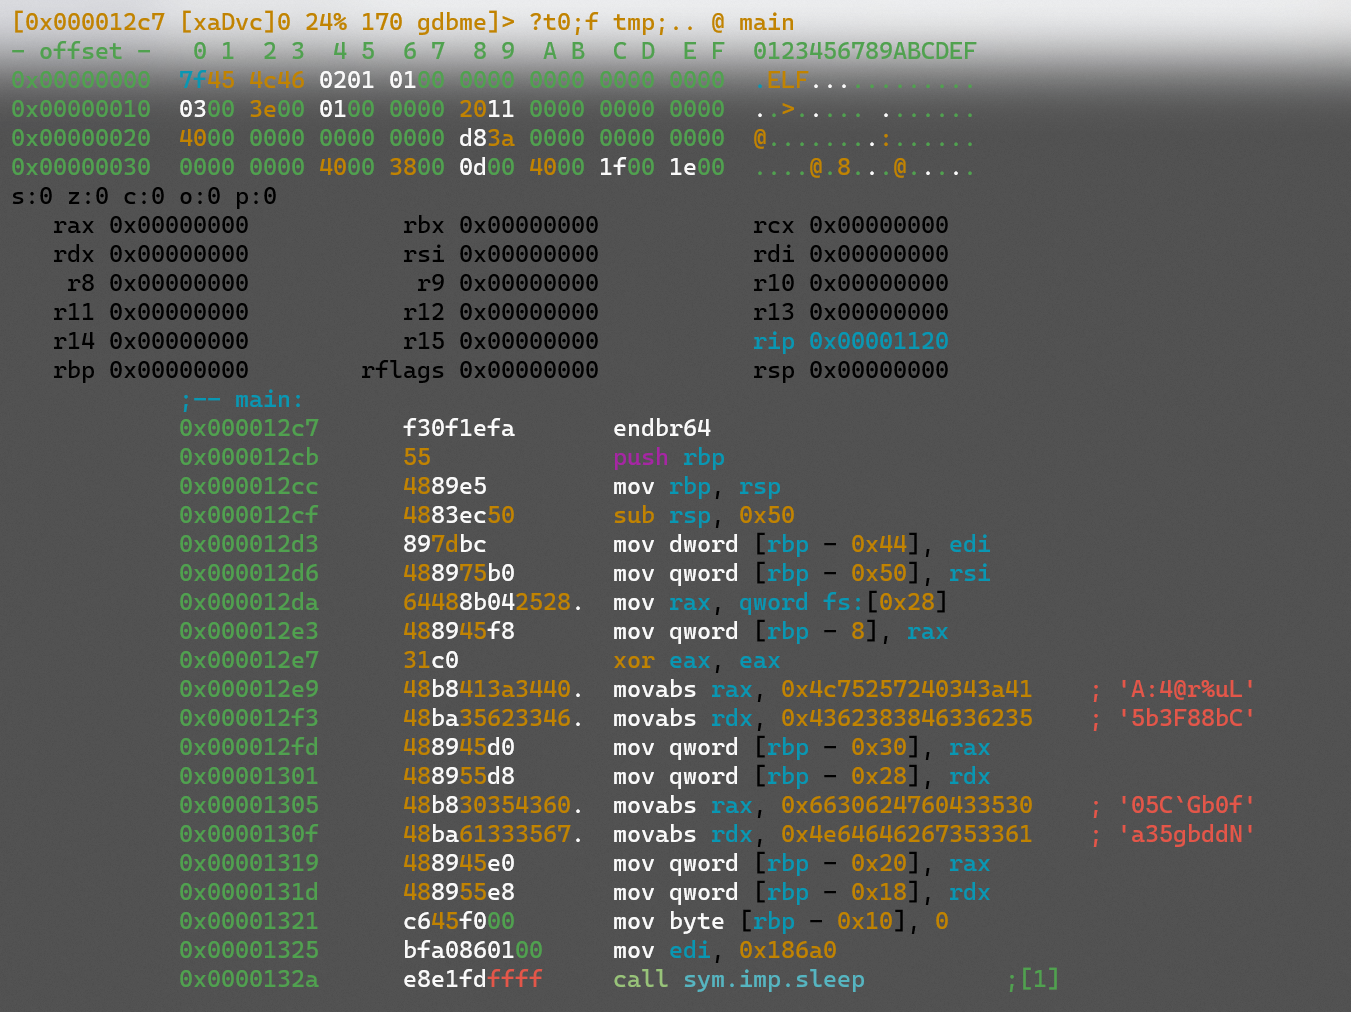 [0x000012c7 [xaDvc]0 24% 170 gdbme]> ?t0;f tmp;.. @ main
- offset -   0 1  2 3  4 5  6 7  8 9  A B  C D  E F  0123456789ABCDEF
0x00000000  7f45 4c46 0201 0100 0000 0000 0000 0000  .ELF............
0x00000010  0300 3e00 0100 0000 2011 0000 0000 0000  ..>..... .......
0x00000020  4000 0000 0000 0000 d83a 0000 0000 0000  @........:......
0x00000030  0000 0000 4000 3800 0d00 4000 1f00 1e00  ....@.8...@.....
s:0 z:0 c:0 o:0 p:0
rax 0x00000000           rbx 0x00000000           rcx 0x00000000
rdx 0x00000000           rsi 0x00000000           rdi 0x00000000
r8 0x00000000            r9 0x00000000           r10 0x00000000
r11 0x00000000           r12 0x00000000           r13 0x00000000
r14 0x00000000           r15 0x00000000           rip 0x00001120
rbp 0x00000000        rflags 0x00000000           rsp 0x00000000
;-- main:
0x000012c7      f30f1efa       endbr64
0x000012cb      55             push rbp
0x000012cc      4889e5         mov rbp, rsp
0x000012cf      4883ec50       sub rsp, 0x50
0x000012d3      897dbc         mov dword [rbp - 0x44], edi
0x000012d6      488975b0       mov qword [rbp - 0x50], rsi
0x000012da      64488b042528.  mov rax, qword fs:[0x28]
0x000012e3      488945f8       mov qword [rbp - 8], rax
0x000012e7      31c0           xor eax, eax
0x000012e9      48b8413a3440.  movabs rax, 0x4c75257240343a41    ; 'A:4@r%uL'
0x000012f3      48ba35623346.  movabs rdx, 0x4362383846336235    ; '5b3F88bC'
0x000012fd      488945d0       mov qword [rbp - 0x30], rax
0x00001301      488955d8       mov qword [rbp - 0x28], rdx
0x00001305      48b830354360.  movabs rax, 0x6630624760433530    ; '05C`Gb0f'
0x0000130f      48ba61333567.  movabs rdx, 0x4e64646267353361    ; 'a35gbddN'
0x00001319      488945e0       mov qword [rbp - 0x20], rax
0x0000131d      488955e8       mov qword [rbp - 0x18], rdx
0x00001321      c645f000       mov byte [rbp - 0x10], 0
0x00001325      bfa0860100     mov edi, 0x186a0
0x0000132a      e8e1fdffff     call sym.imp.sleep          ;[1]